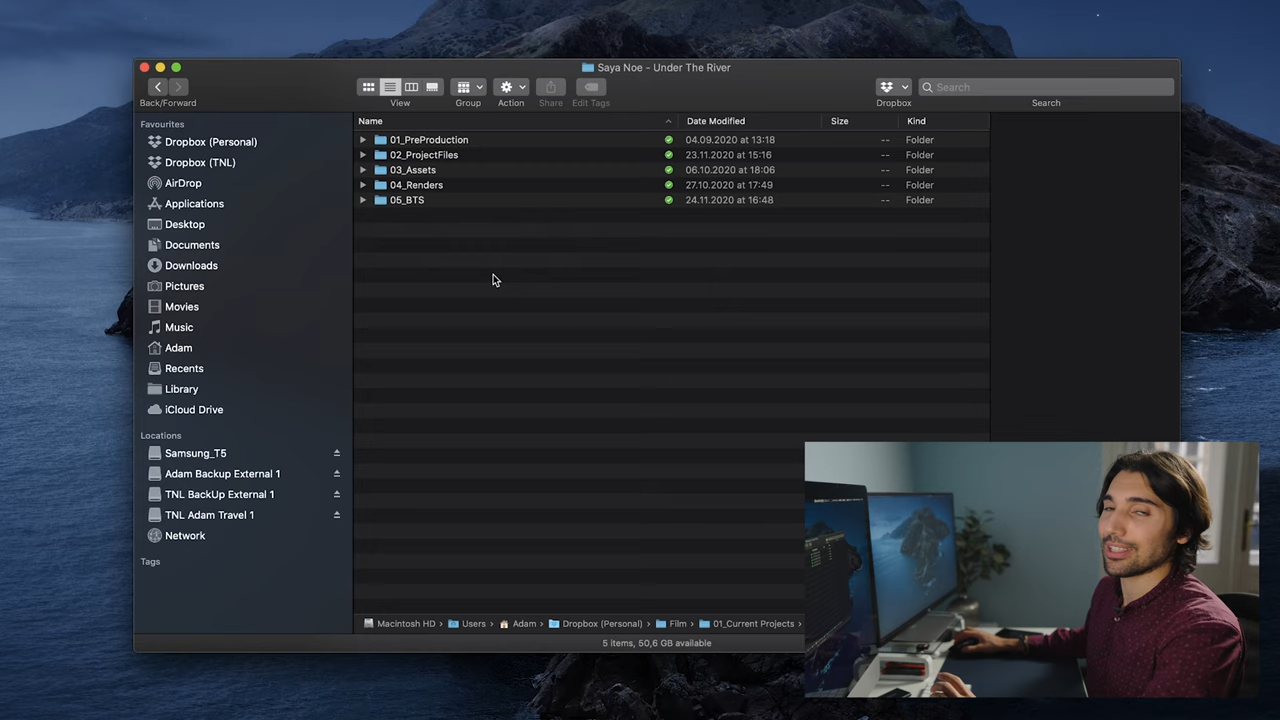 Saya Noe - Under The River
Back/Forward
View
Group
Action
Share
Edit Tags
Dropbox
Search
Search
Favourites
Dropbox (Personal)
Dropbox (TNL)
AirDrop
Applications
Desktop
Documents
Downloads
Pictures
Movies
Music
Adam
Recents
Library
iCloud Drive
Locations
Samsung_T5
Adam Backup External 1
TNL BackUp External 1
TNL Adam Travel 1
Network
Tags
Name Date Modified Size Kind
01_PreProduction 04.09.2020 at 13:18 -- Folder
02_ProjectFiles 23.11.2020 at 15:16 -- Folder
03_Assets 06.10.2020 at 18:06 -- Folder
04_Renders 27.10.2020 at 17:49 -- Folder
05_BTS 24.11.2020 at 16:48 -- Folder
Macintosh HD › Users › Adam › Dropbox (Personal) › Film › 01_Current Projects ›
5 items, 50,6 GB available